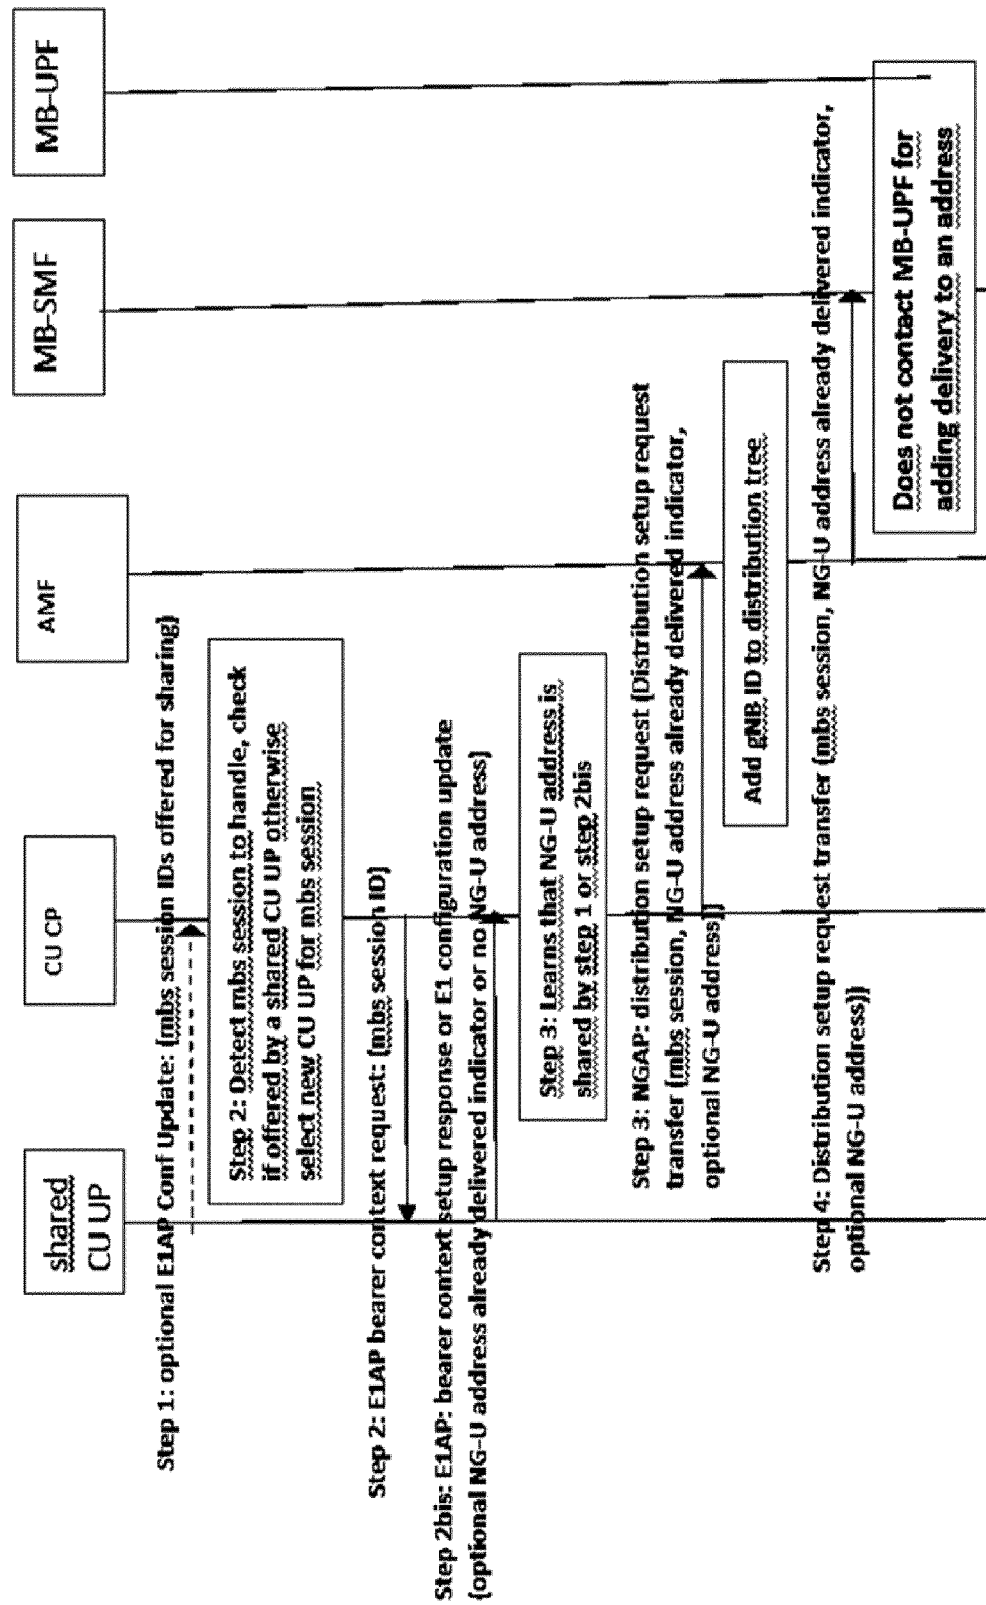 shared
CU UP
CU CP
AMF
MB-SMF
MB-UPF
Step 1: optional E1AP Conf Update: (mbs session IDs offered for sharing)
Step 2: Detect mbs session to handle, check
if offered by a shared CU UP otherwise
select new CU UP for mbs session
Step 2: E1AP bearer context request: (mbs session ID)
Step 2bis: E1AP: bearer context setup response or E1 configuration update
(optional NG-U address already delivered indicator or no NG-U address)
Step 3: Learns that NG-U address is
shared by step 1 or step 2bis
Step 3: NGAP: distribution setup request (Distribution setup request
transfer (mbs session, NG-U address already delivered indicator,
optional NG-U address))
Add gNB ID to distribution tree
Step 4: Distribution setup request transfer (mbs session, NG-U address already delivered indicator,
optional NG-U address))
Does not contact MB-UPF for
adding delivery to an address